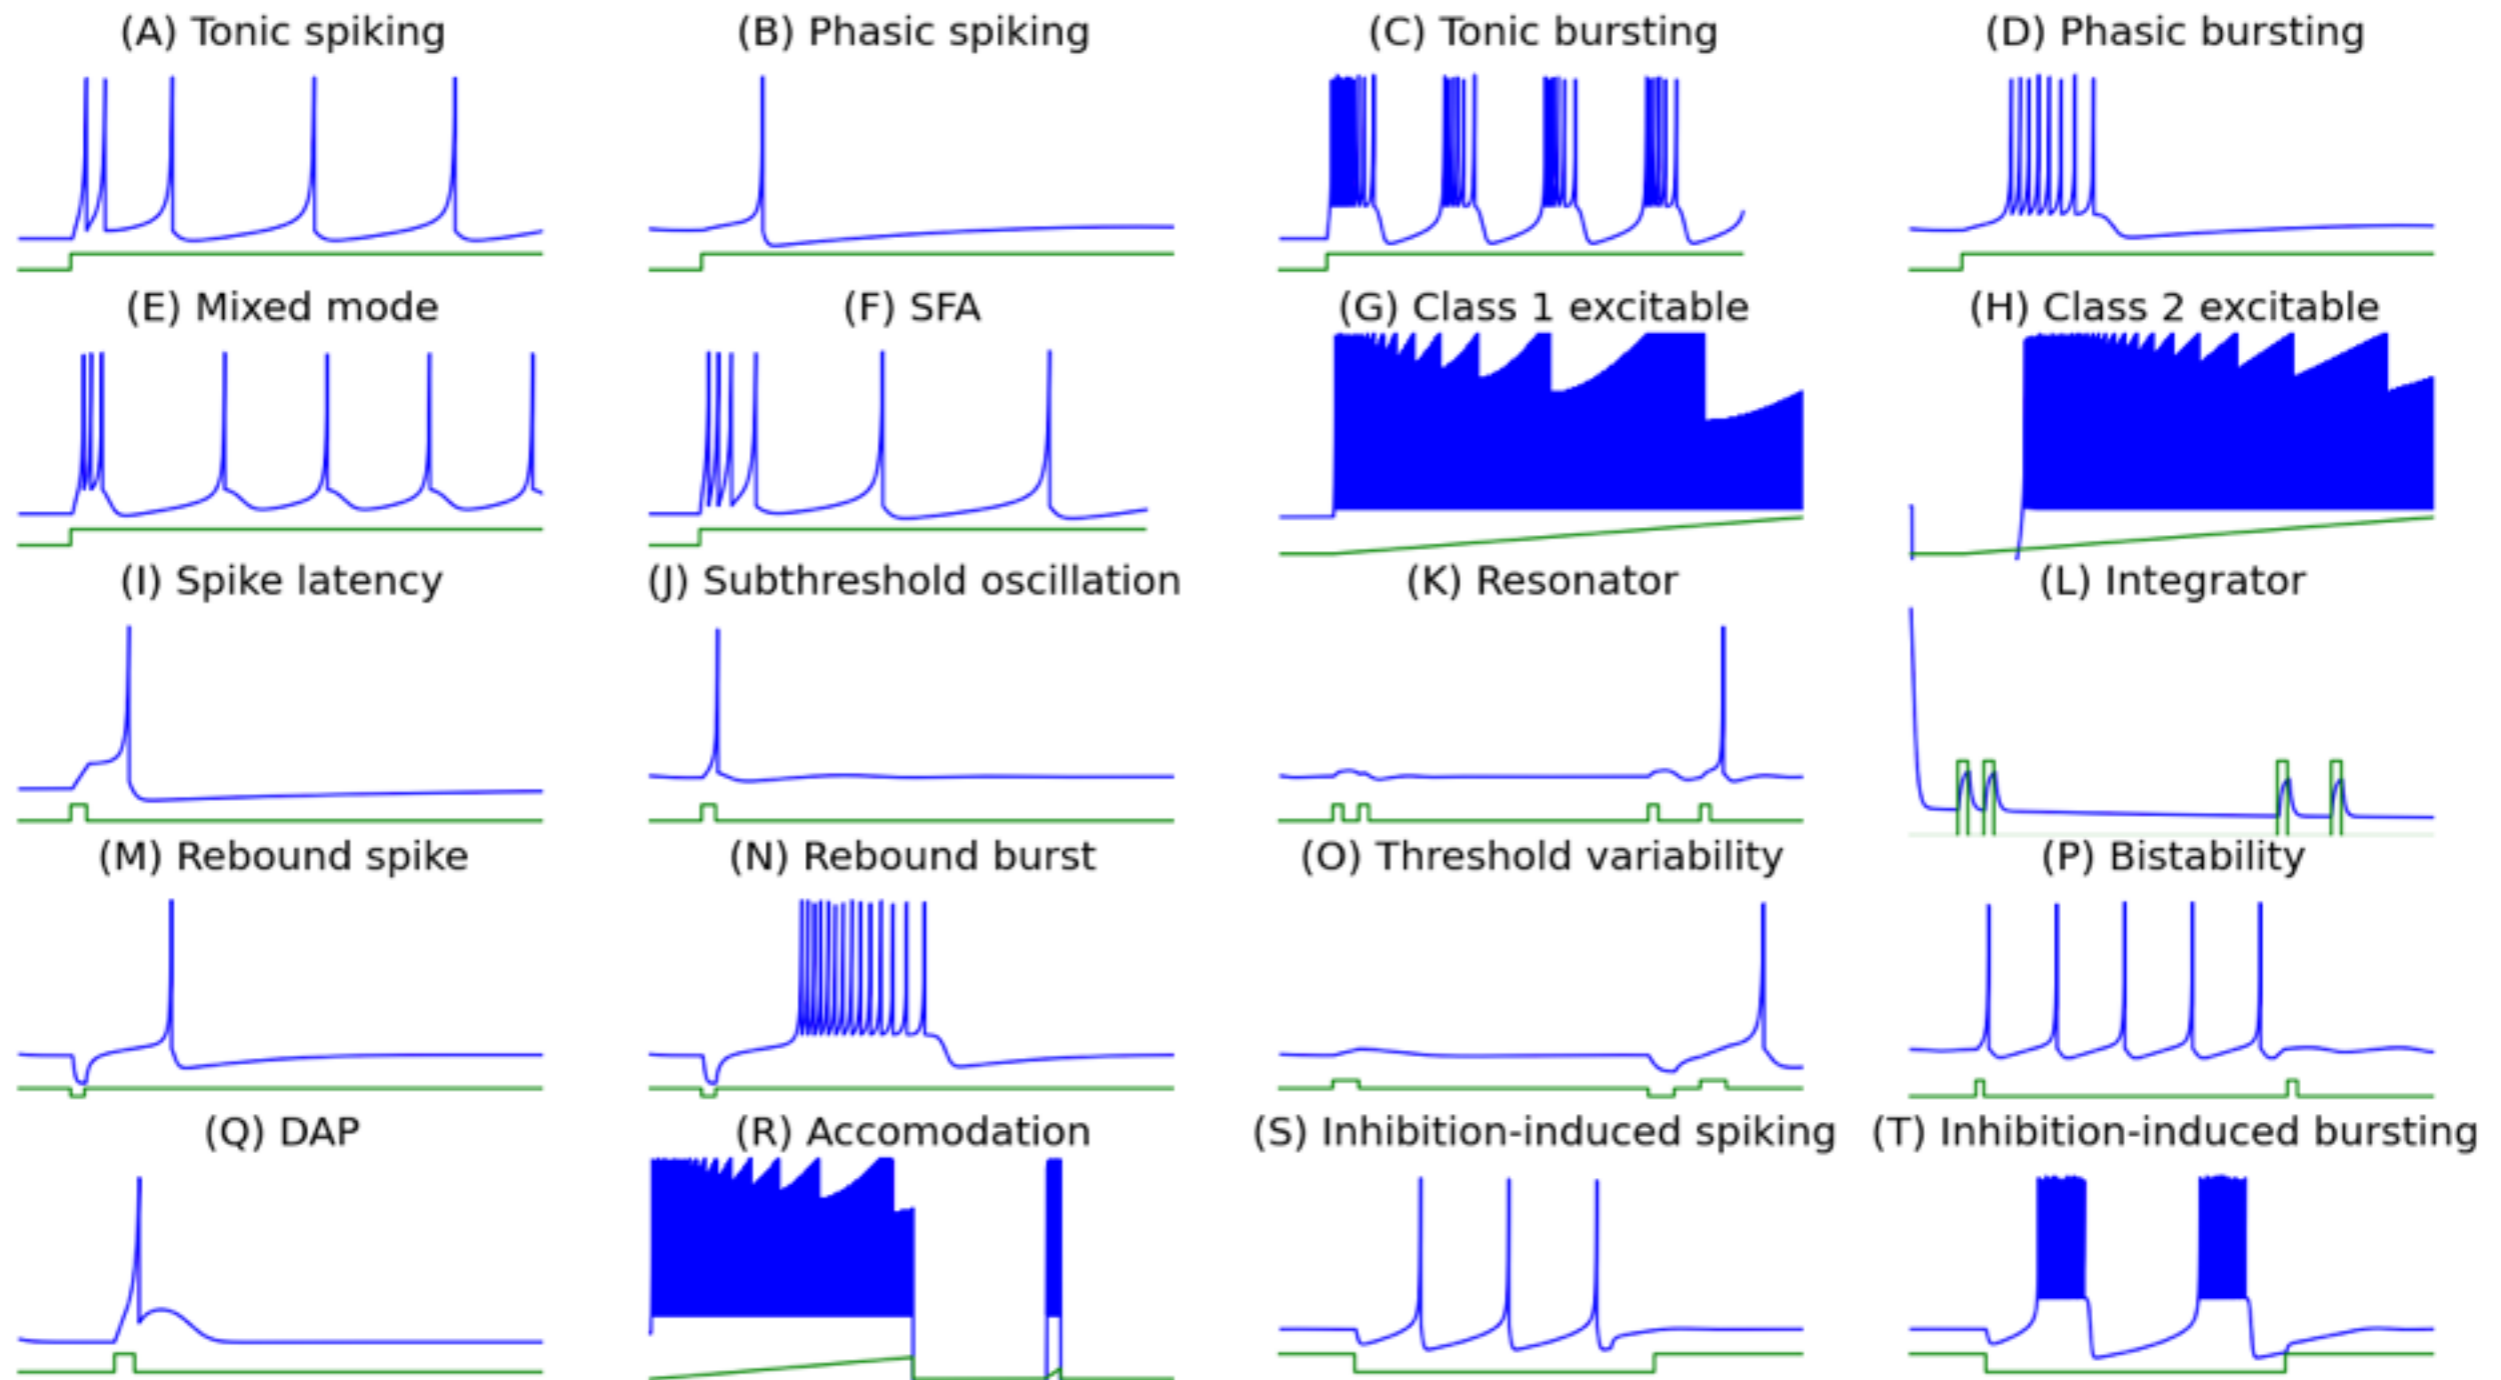 (A) Tonic spiking
(B) Phasic spiking
(C) Tonic bursting
(D) Phasic bursting
(E) Mixed mode
(F) SFA
(G) Class 1 excitable
(H) Class 2 excitable
(I) Spike latency
(J) Subthreshold oscillation
(K) Resonator
(L) Integrator
(M) Rebound spike
(N) Rebound burst
(O) Threshold variability
(P) Bistability
(Q) DAP
(R) Accomodation
(S) Inhibition-induced spiking
(T) Inhibition-induced bursting